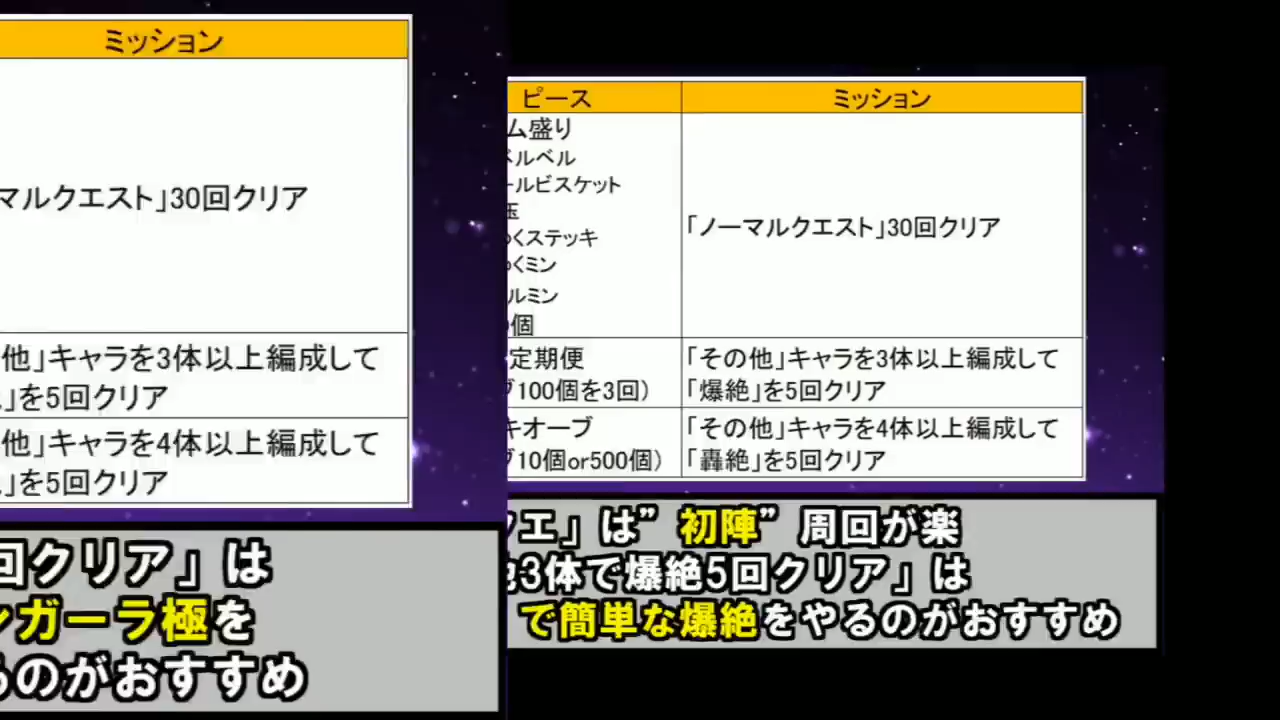 ミッション
マルクエスト」30回クリア
他」キャラを3体以上編成して
」を5回クリア
他」キャラを4体以上編成して
」を5回クリア
回クリア」は
ンガーラ極を
るのがおすすめ
ピース
ミッション
ム盛り
ベルベル
ールビスケット
玉
くステッキ
くミン
ルミン
個
「ノーマルクエスト」30回クリア
定期便
ブ100個を3回)
「その他」キャラを3体以上編成して
「爆絶」を5回クリア
キオーブ
ブ10個or500個)
「その他」キャラを4体以上編成して
「轟絶」を5回クリア
クエ」は”初陣”周回が楽
他3体で爆絶5回クリア」は
で簡単な爆絶をやるのがおすすめ